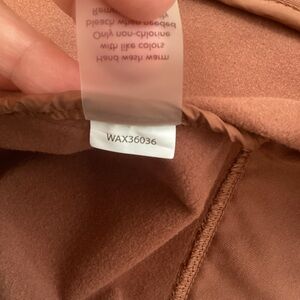 Hand wash warm
with like colors
Only non-chlorine
bleach when needed
WAX36036